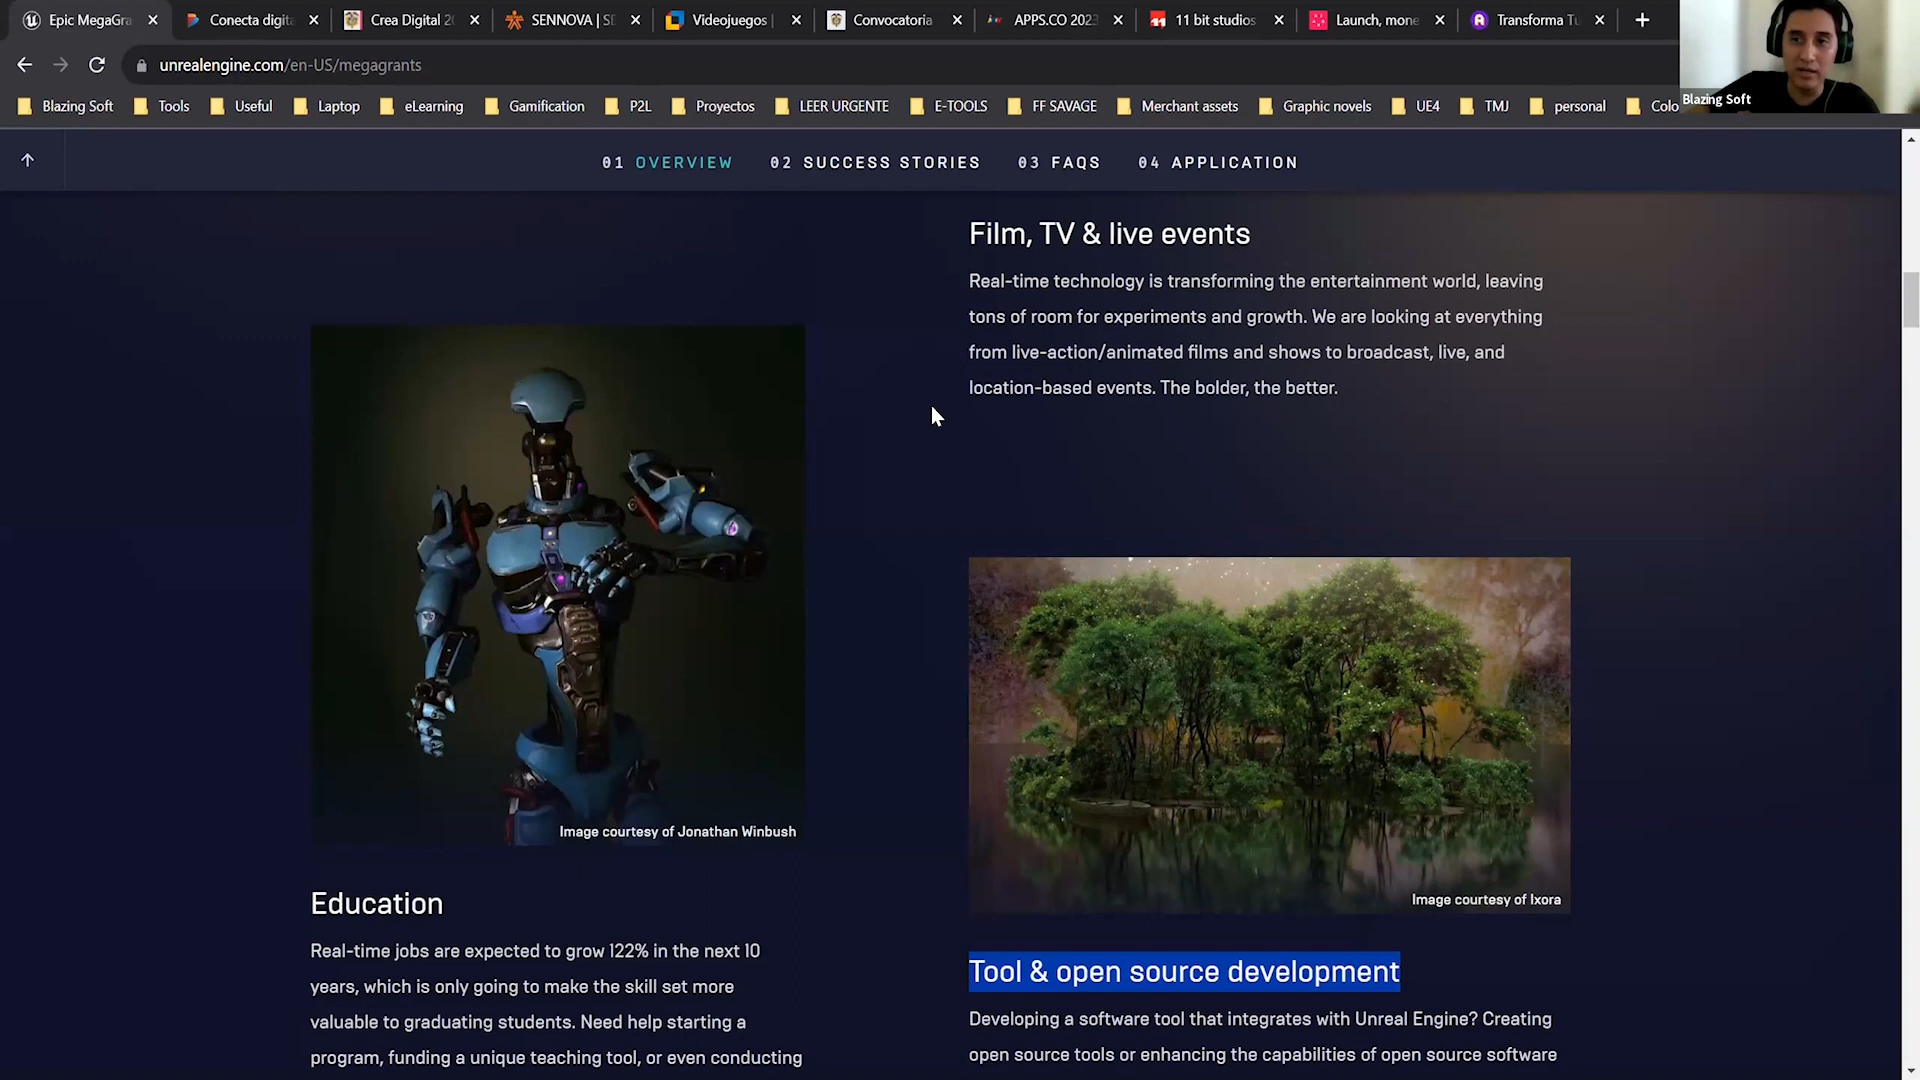 Epic MegaGra
Conecta digita
Crea Digital 20
SENNOVA | SE
Videojuegos |
Convocatoria
APPS.CO 2023
11 bit studios
Launch, mone
Transforma Tu
unrealengine.com/en-US/megagrants
Blazing Soft
Tools
Useful
Laptop
eLearning
Gamification
P2L
Proyectos
LEER URGENTE
E-TOOLS
FF SAVAGE
Merchant assets
Graphic novels
UE4
TMJ
personal
Colo
Blazing Soft
01 OVERVIEW
02 SUCCESS STORIES
03 FAQS
04 APPLICATION
Film, TV & live events
Real-time technology is transforming the entertainment world, leaving
tons of room for experiments and growth. We are looking at everything
from live-action/animated films and shows to broadcast, live, and
location-based events. The bolder, the better.
Image courtesy of Jonathan Winbush
Education
Real-time jobs are expected to grow 122% in the next 10
years, which is only going to make the skill set more
valuable to graduating students. Need help starting a
program, funding a unique teaching tool, or even conducting
Image courtesy of Ixora
Tool & open source development
Developing a software tool that integrates with Unreal Engine? Creating
open source tools or enhancing the capabilities of open source software